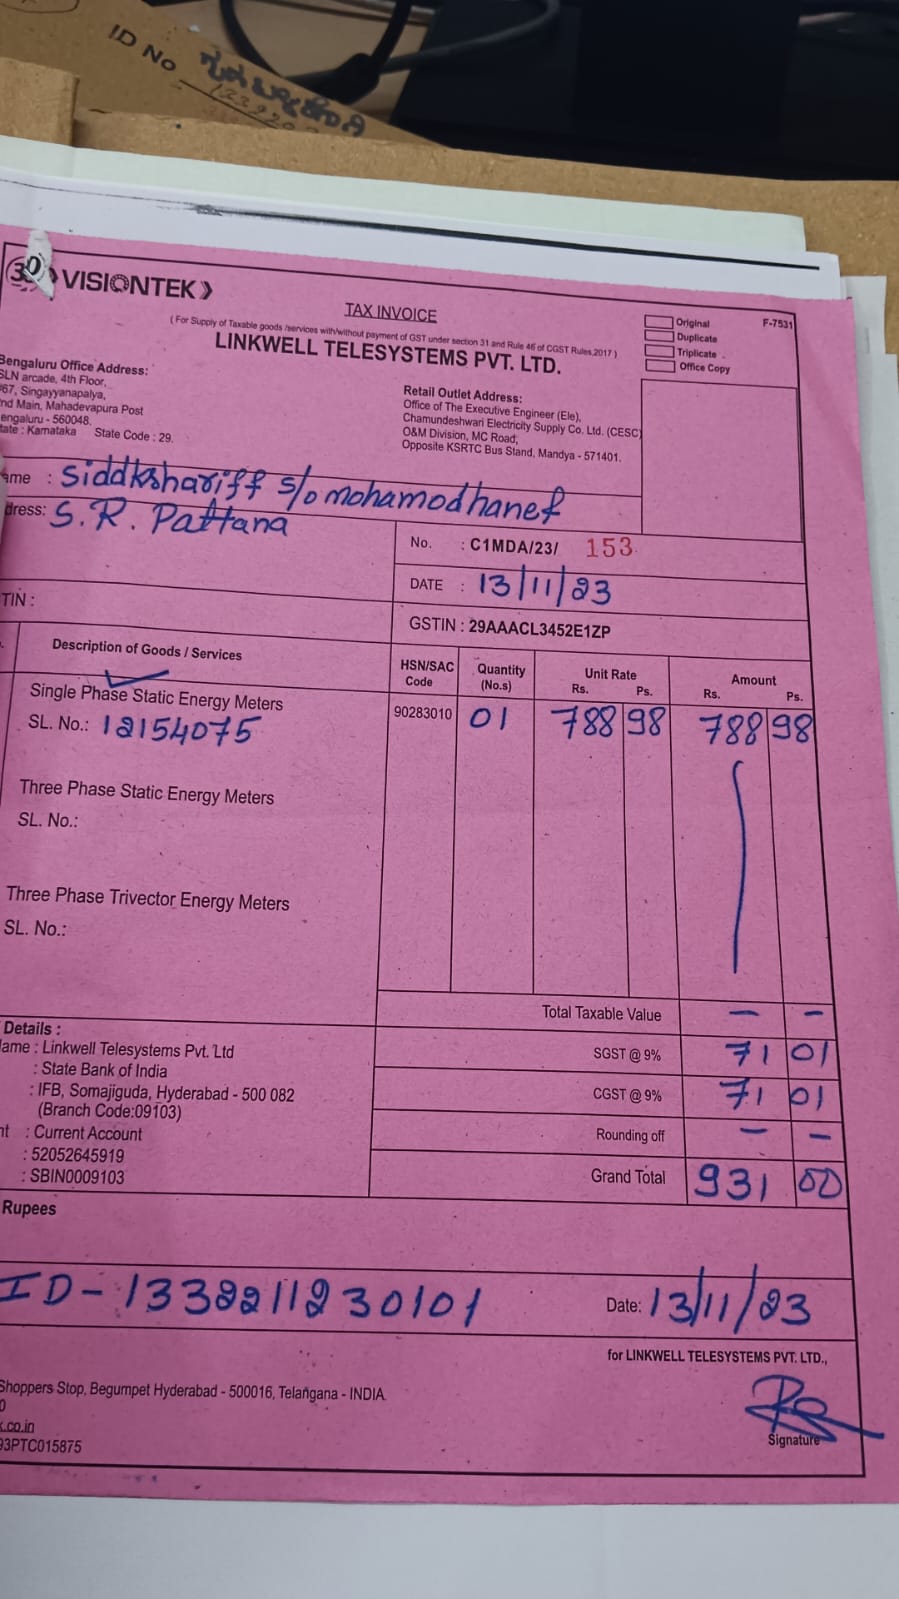 ID No
VISIONTEK
TAX INVOICE
( For Supply of Taxable goods /services with/without payment of GST under section 31 and Rule 46 of CGST Rules,2017 )
LINKWELL TELESYSTEMS PVT. LTD.
Original
Duplicate
Triplicate
Office Copy
F-7531
Bengaluru Office Address:
SLN arcade, 4th Floor,
67, Singayyanapalya,
nd Main, Mahadevapura Post
engaluru - 560048.
tate : Karnataka State Code : 29.
Retail Outlet Address:
Office of The Executive Engineer (Ele),
Chamundeshwari Electricity Supply Co. Ltd. (CESC)
O&M Division, MC Road,
Opposite KSRTC Bus Stand, Mandya - 571401.
ame : Siddkshariff S/o mohamodhanef
dress: S.R. Pattana
No. : C1MDA/23/ 153
DATE : 13/11/23
TIN :
GSTIN : 29AAACL3452E1ZP
Description of Goods / Services
HSN/SAC Code
Quantity (No.s)
Unit Rate Rs. Ps.
Amount Rs. Ps.
Single Phase Static Energy Meters
SL. No.: 12154075
90283010 01 788 98 788 98
Three Phase Static Energy Meters
SL. No.:
Three Phase Trivector Energy Meters
SL. No.:
Total Taxable Value — —
SGST @ 9% 71 01
CGST @ 9% 71 01
Rounding off — —
Grand Total 931 00
Details :
ame : Linkwell Telesystems Pvt. Ltd
: State Bank of India
: IFB, Somajiguda, Hyderabad - 500 082
(Branch Code:09103)
nt : Current Account
: 52052645919
: SBIN0009103
Rupees
ID - 1332211230101
Date: 13/11/23
for LINKWELL TELESYSTEMS PVT. LTD.,
Shoppers Stop, Begumpet Hyderabad - 500016, Telangana - INDIA
0
k.co.in
93PTC015875
Signature